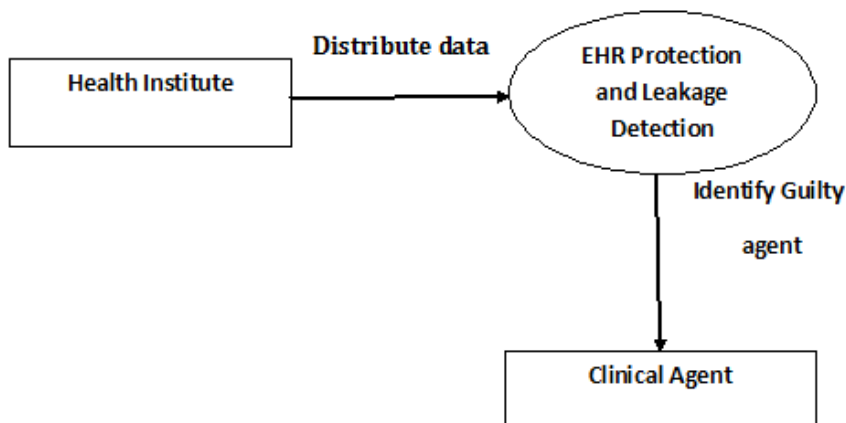 Distribute data
Health Institute
EHR Protection
and Leakage
Detection
Identify Guilty
agent
Clinical Agent